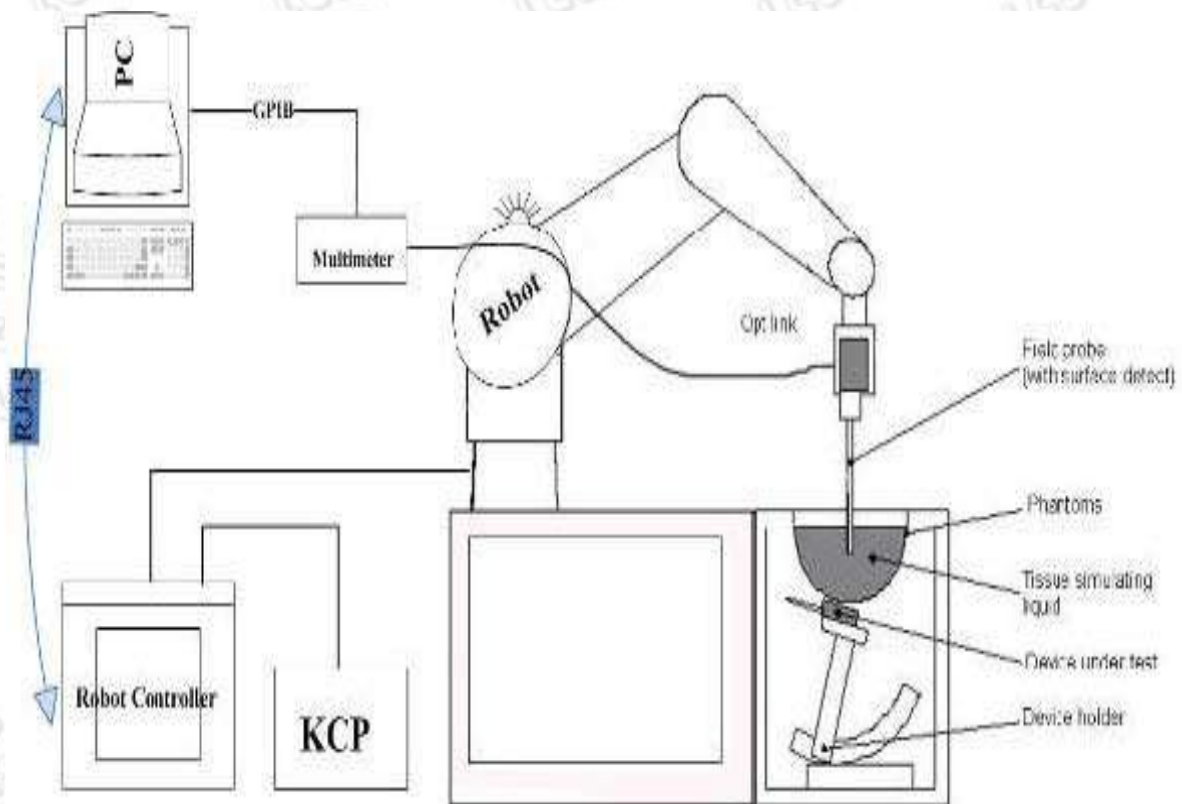 PC
GPIB
Multimeter
Robot
Opt link
Field probe
(with surface detect)
Phantoms
Tissue simulating
liquid
Device under test
Device holder
RJ45
Robot Controller
KCP